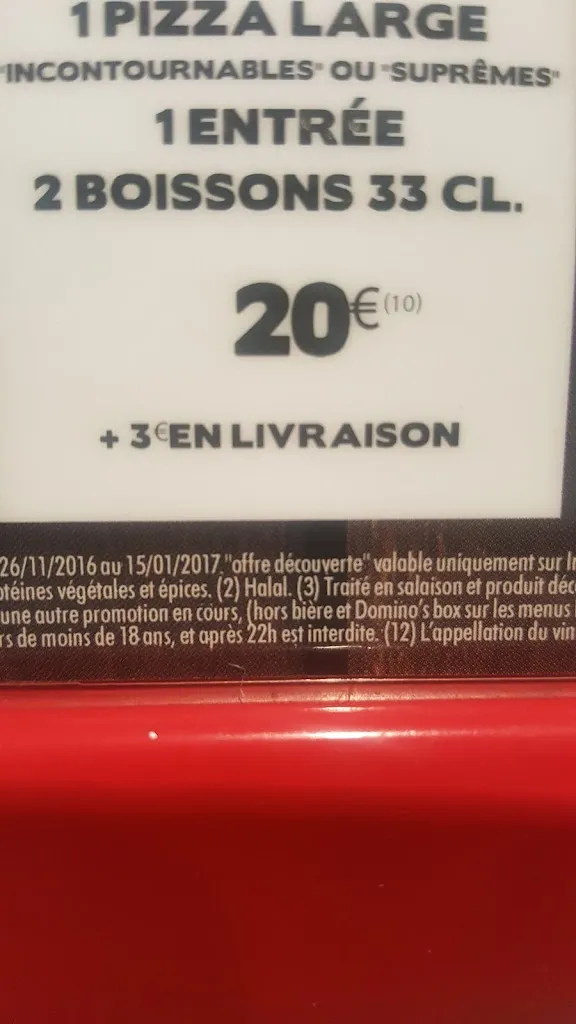 1 PIZZA LARGE
"INCONTOURNABLES" OU "SUPRÊMES"
1 ENTRÉE
2 BOISSONS 33 CL.
20€(10)
+ 3€ EN LIVRAISON
26/11/2016 au 15/01/2017."offre découverte" valable uniquement sur
végétales et épices. (2) Halal. (3) Traité en salaison et produit
une autre promotion en cours, (hors bière et Domino's box sur les menus
de moins de 18 ans, et après 22h est interdite. (12) L'appellation du vin